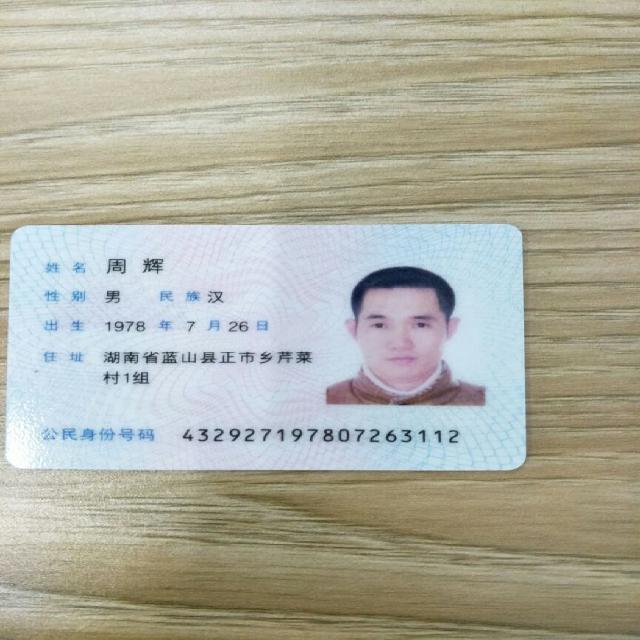 姓名 周辉
性别 男 民族 汉
出生 1978 年 7 月 26 日
住址 湖南省蓝山县正市乡芹菜
村1组
公民身份号码 432927197807263112